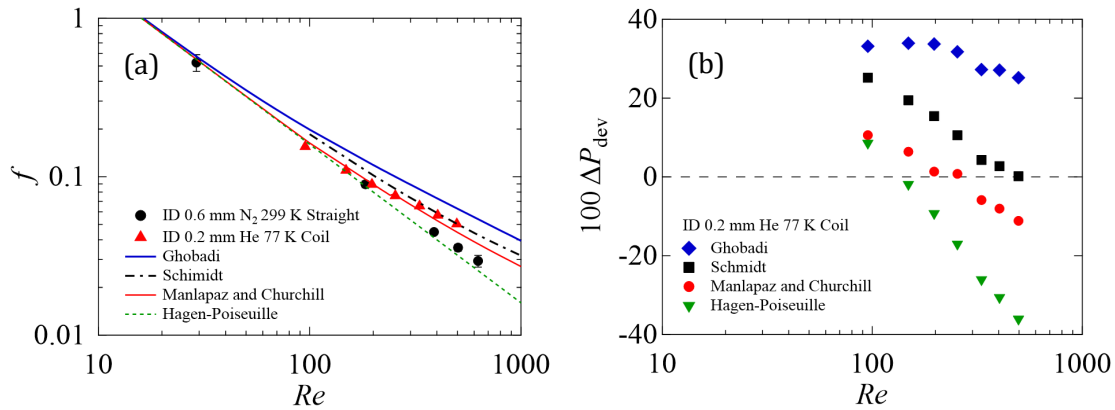 1
(a)
f
0.1
ID 0.6 mm N2 299 K Straight
ID 0.2 mm He 77 K Coil
Ghobadi
Schimidt
Manlapaz and Churchill
Hagen-Poiseuille
0.01
10
100
1000
Re
40
(b)
20
100 ΔPdev
0
ID 0.2 mm He 77 K Coil
Ghobadi
Schmidt
Manlapaz and Churchill
Hagen-Poiseuille
-20
-40
10
100
1000
Re